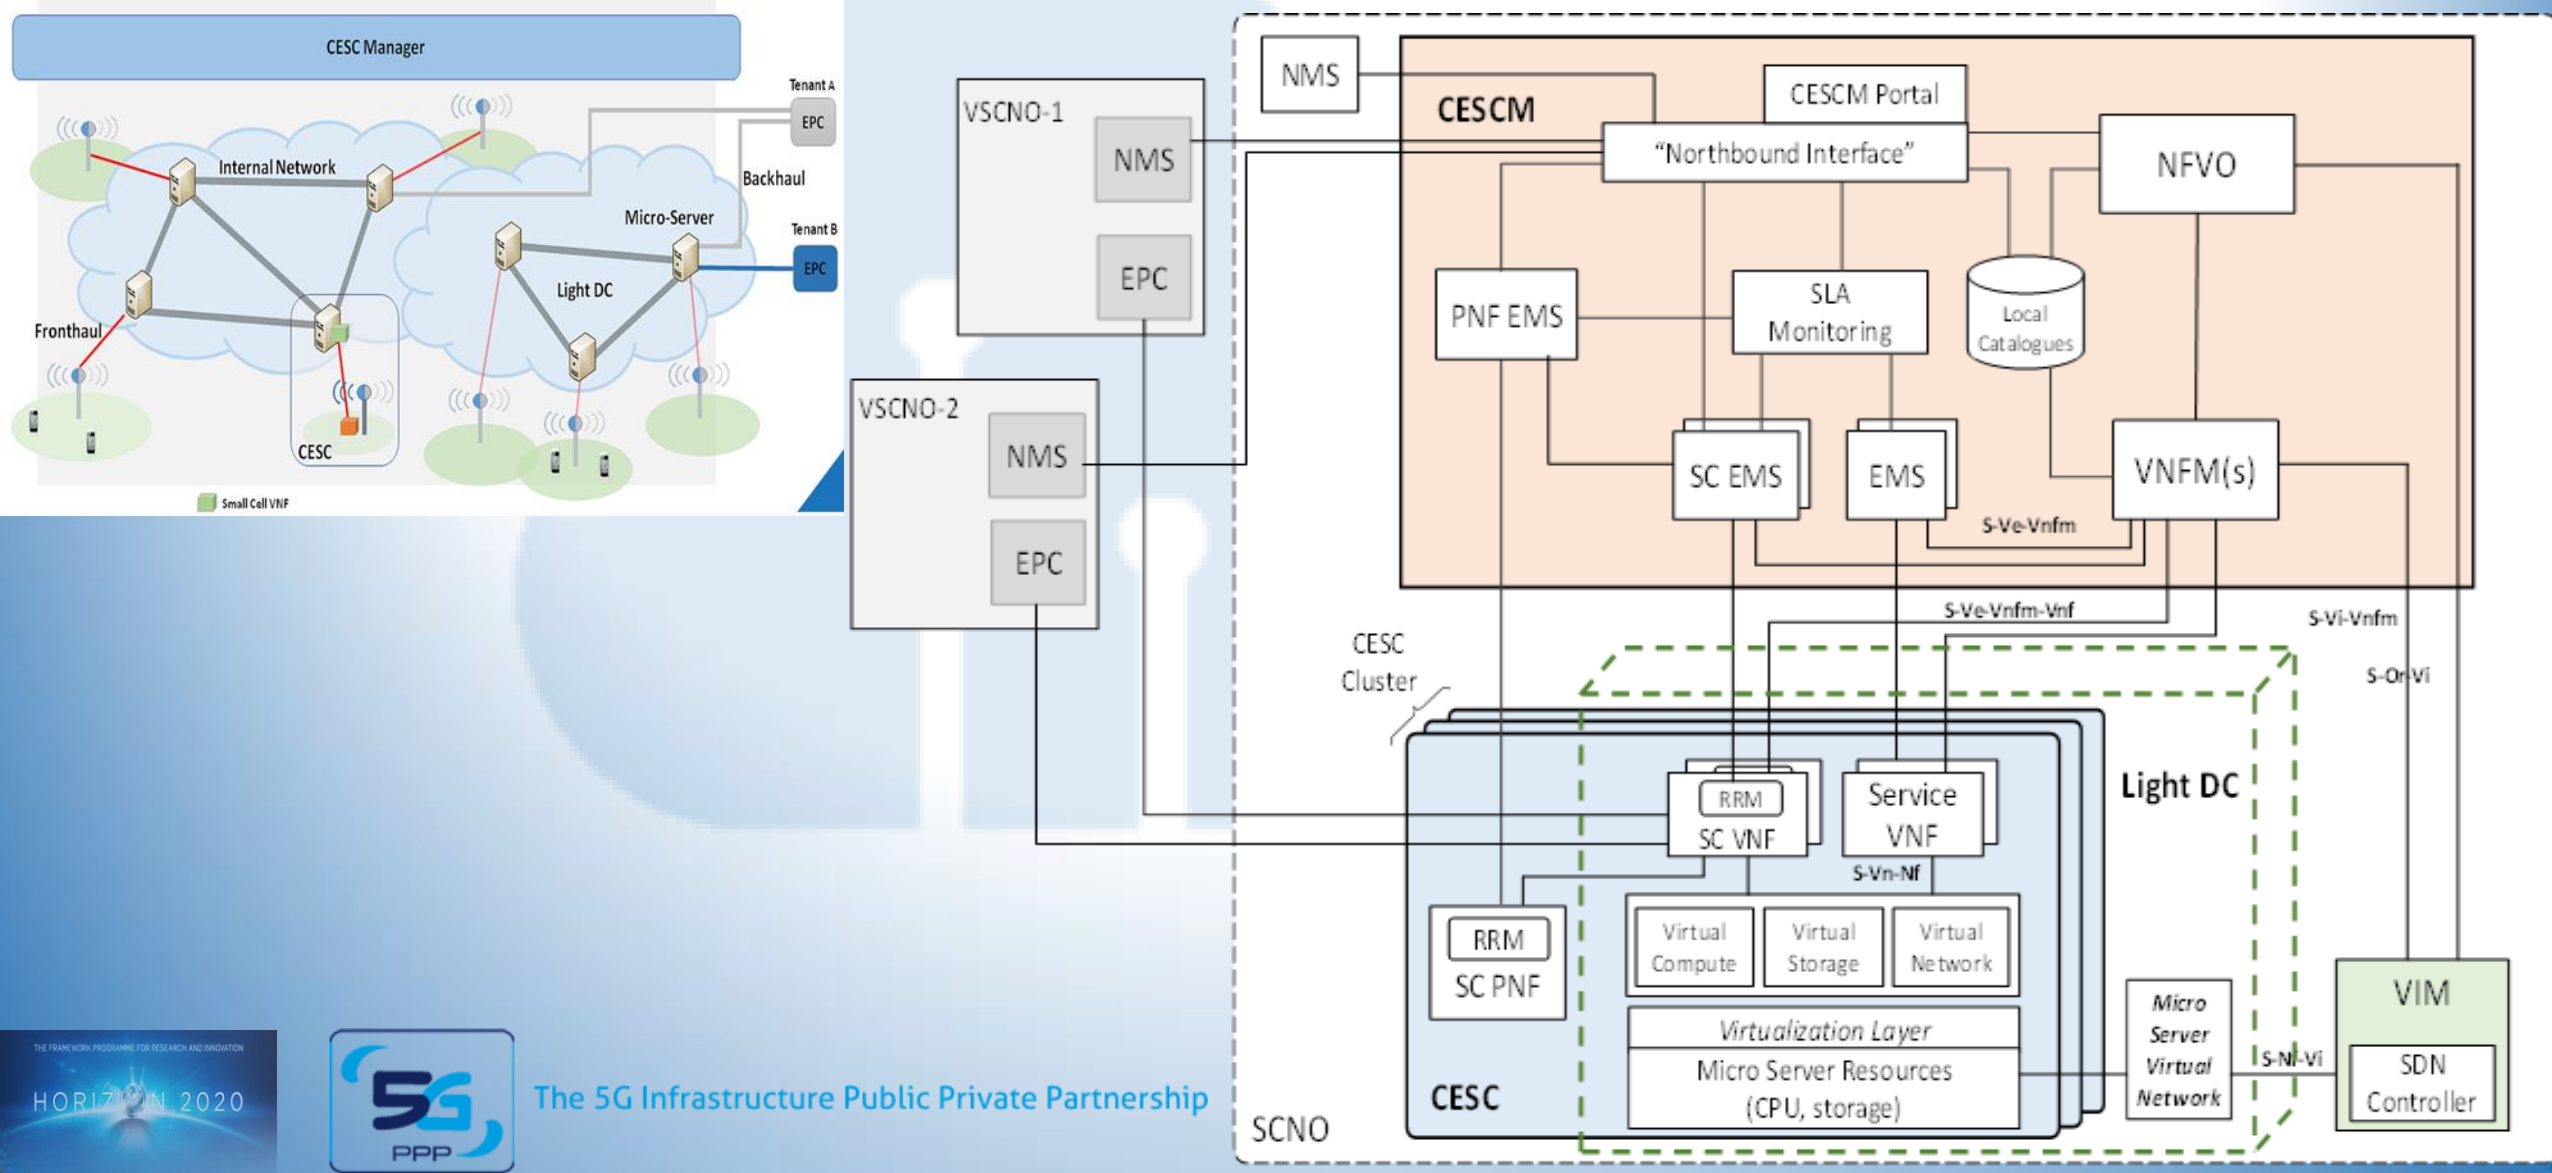 CESC Manager
Tenant A
EPC
Internal Network
Backhaul
Micro-Server
Tenant B
EPC
Light DC
Fronthaul
CESC
Small Cell VNF
VSCNO-1
NMS
EPC
VSCNO-2
NMS
EPC
NMS
CESCM
CESCM Portal
“Northbound Interface”
NFVO
PNF EMS
SLA
Monitoring
Local
Catalogues
SC EMS
EMS
VNFM(s)
S-Ve-Vnfm
S-Ve-Vnfm-Vnf
S-Vi-Vnfm
S-Or-Vi
CESC
Cluster
Light DC
RRM
SC VNF
Service
VNF
S-Vn-Nf
RRM
SC PNF
Virtual
Compute
Virtual
Storage
Virtual
Network
Virtualization Layer
Micro Server Resources
(CPU, storage)
CESC
Micro
Server
Virtual
Network
S-Nf-Vi
VIM
SDN
Controller
SCNO
THE FRAMEWORK PROGRAMME FOR RESEARCH AND INNOVATION
HORIZON 2020
5G
PPP
The 5G Infrastructure Public Private Partnership